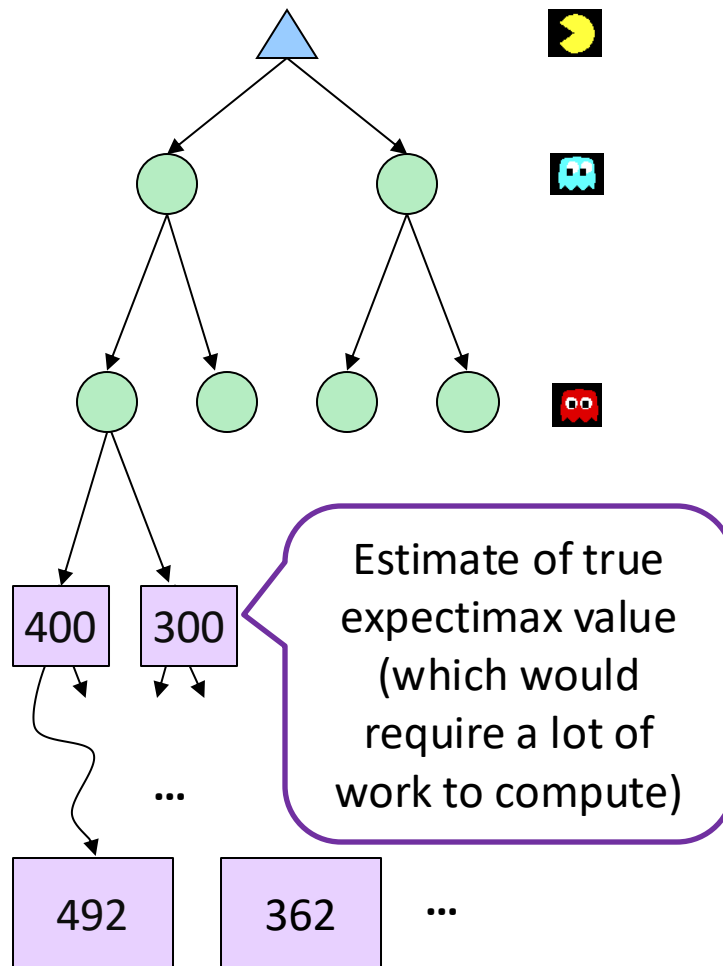 Estimate of true
expectimax value
(which would
require a lot of
work to compute)
400 300
...
492 362 ...